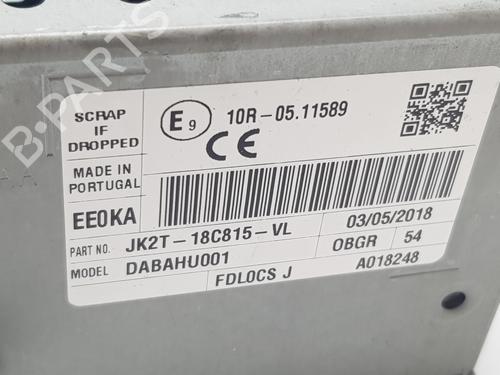 SCRAP
IF
DROPPED
E9 10R-05.11589
CE
MADE IN
PORTUGAL
EE0KA
03/05/2018
PART NO. JK2T-18C815-VL
OBGR 54
MODEL DABAHU001
FDL0CS J
A018248
B-PARTS